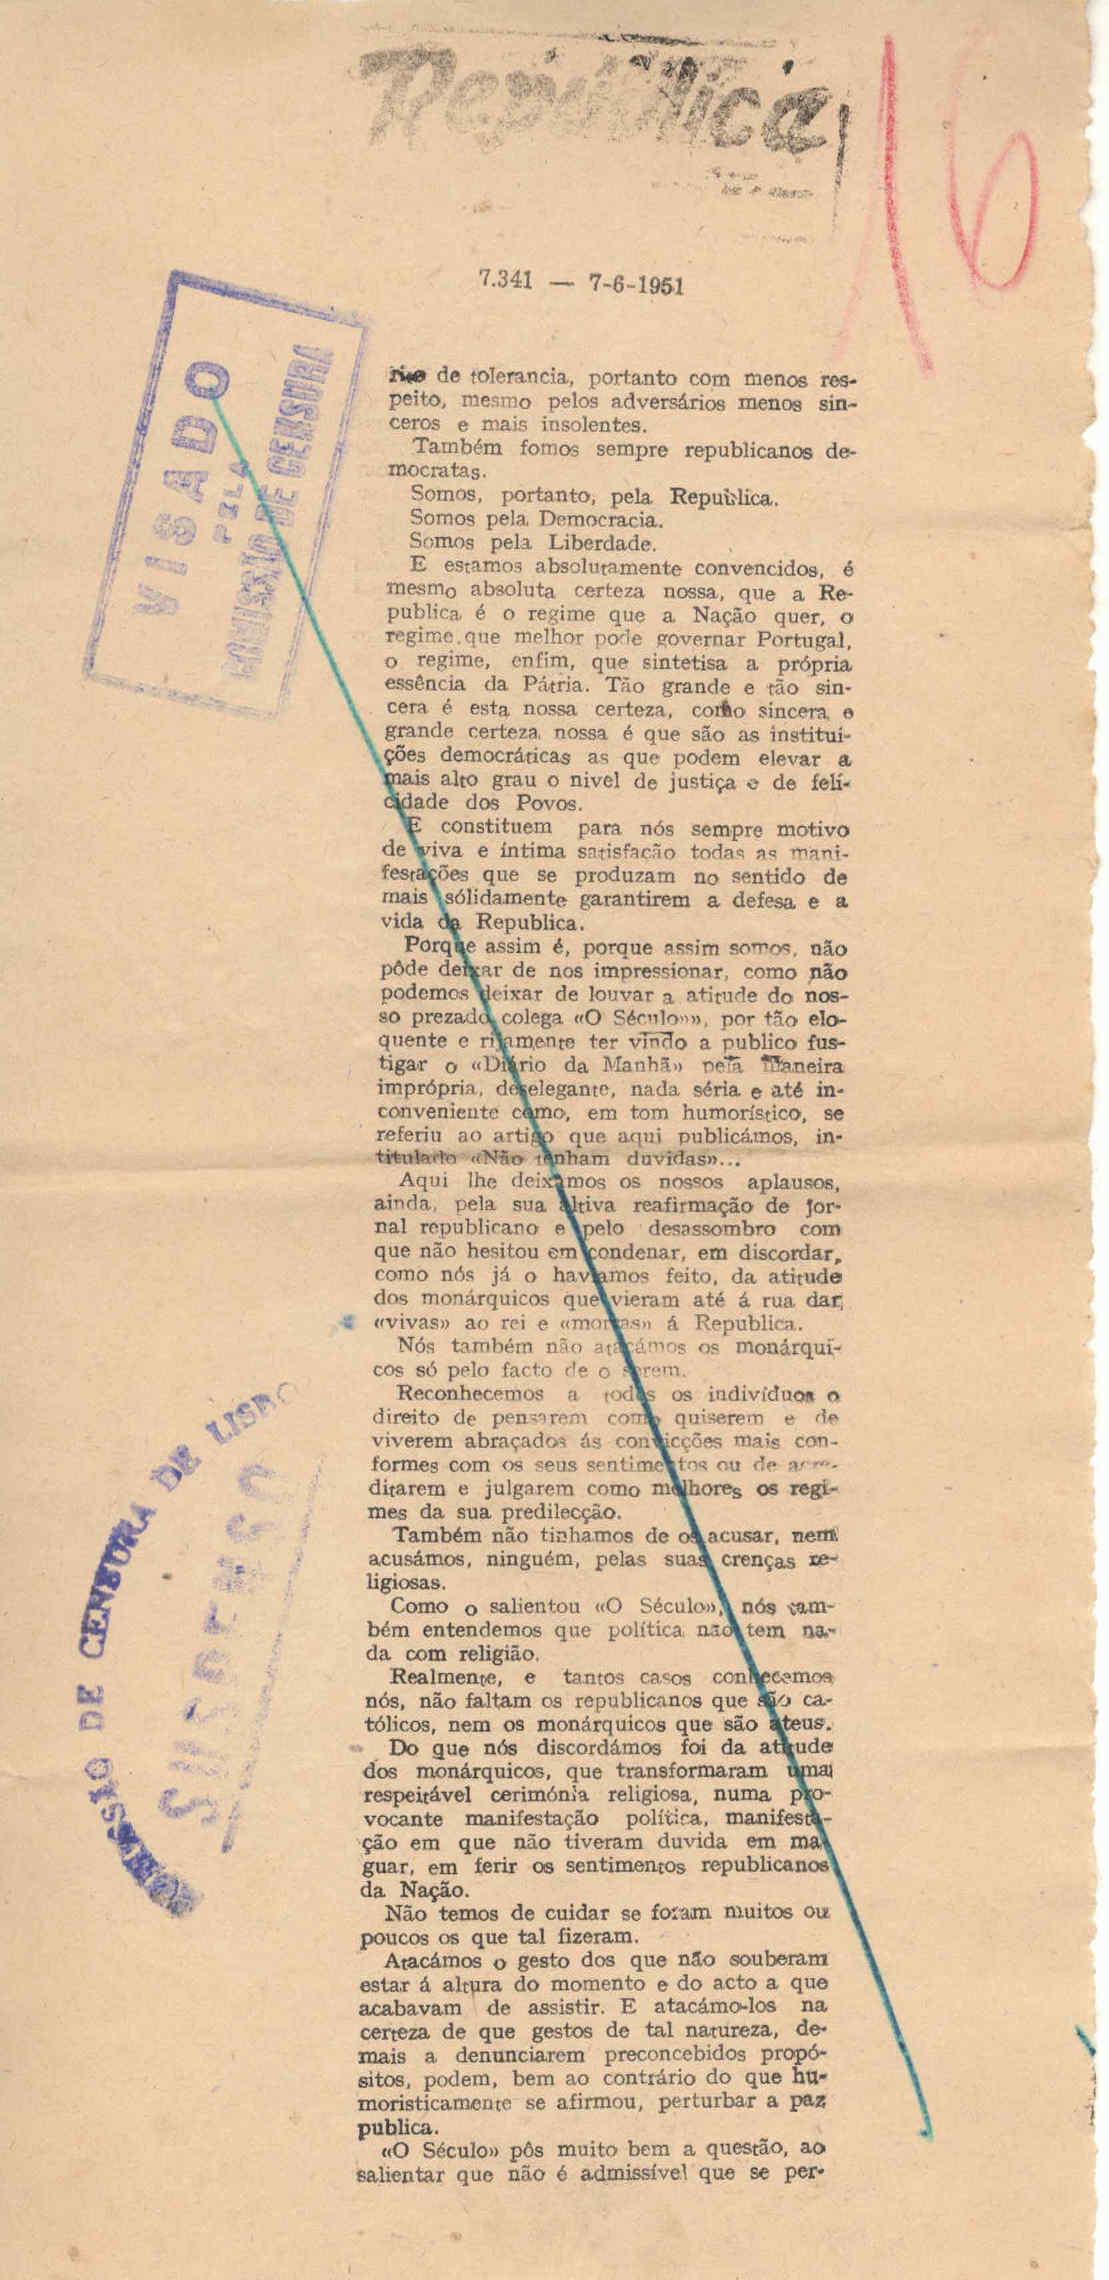 República
16
7.341 — 7-6-1951
VISADO
PELA
COMISSÃO DE CENSURA
de tolerancia, portanto com menos res-
peito, mesmo pelos adversários menos sin-
ceros e mais insolentes.
Também fomos sempre republicanos de-
mocratas.
Somos, portanto, pela Republica.
Somos pela Democracia.
Somos pela Liberdade.
E estamos absolutamente convencidos, é
mesmo absoluta certeza nossa, que a Re-
publica é o regime que a Nação quer, o
regime que melhor pode governar Portugal,
o regime, enfim, que sintetisa a própria
essência da Pátria. Tão grande e tão sin-
cera é esta nossa certeza, como sincera e
grande certeza nossa é que são as institui-
ções democráticas as que podem elevar a
mais alto grau o nivel de justiça e de feli-
cidade dos Povos.
E constituem para nós sempre motivo
de viva e íntima satisfação todas as mani-
festações que se produzam no sentido de
mais sólidamente garantirem a defesa e a
vida da Republica.
Porque assim é, porque assim somos, não
pôde deixar de nos impressionar, como não
podemos deixar de louvar a atitude do nos-
so prezado colega «O Século»», por tão elo-
quente e rijamente ter vindo a publico fus-
tigar o «Diário da Manhã» pela maneira
imprópria, deselegante, nada séria e até in-
conveniente como, em tom humorístico, se
referiu ao artigo que aqui publicámos, in-
titulado «Não tenham duvidas»...
Aqui lhe deixamos os nossos aplausos,
ainda, pela sua altiva reafirmação de jor-
nal republicano e pelo desassombro com
que não hesitou em condenar, em discordar,
como nós já o haviamos feito, da atitude
dos monárquicos que vieram até á rua dar
«vivas» ao rei e «morras» á Republica.
Nós também não atacámos os monárqui-
cos só pelo facto de o serem.
Reconhecemos a todos os indivíduos o
direito de pensarem como quiserem e de
viverem abraçados ás convicções mais con-
formes com os seus sentimentos ou de acre-
ditarem e julgarem como melhores os regi-
mes da sua predilecção.
Também não tinhamos de os acusar, nem
acusámos, ninguém, pelas suas crenças re-
ligiosas.
Como o salientou «O Século», nós tam-
bém entendemos que política não tem na-
da com religião.
Realmente, e tantos casos conhecemos
nós, não faltam os republicanos que são ca-
tólicos, nem os monárquicos que são ateus.
Do que nós discordámos foi da atitude
dos monárquicos, que transformaram uma
respeitável cerimónia religiosa, numa pro-
vocante manifestação política, manifesta-
ção em que não tiveram duvida em ma-
guar, em ferir os sentimentos republicanos
da Nação.
Não temos de cuidar se foram muitos ou
poucos os que tal fizeram.
Atacámos o gesto dos que não souberam
estar á altura do momento e do acto a que
acabavam de assistir. E atacámo-los na
certeza de que gestos de tal natureza, de-
mais a denunciarem preconcebidos propó-
sitos, podem, bem ao contrário do que hu-
moristicamente se afirmou, perturbar a paz
publica.
«O Século» pôs muito bem a questão, ao
salientar que não é admissível que se per-
COMISSÃO DE CENSURA DE LISBO
SUSPENSO